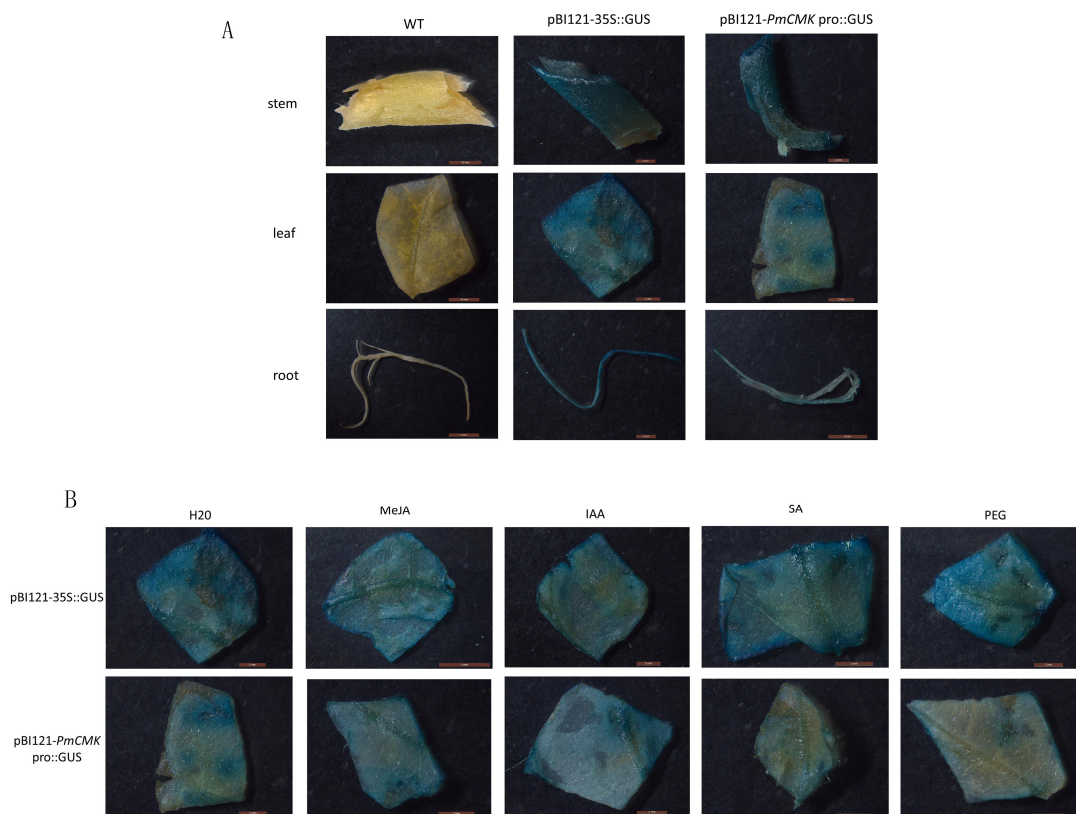 A
WT
pBI121-35S::GUS
pBI121-PmCMK pro::GUS
stem
leaf
root
B
H20
MeJA
IAA
SA
PEG
pBI121-35S::GUS
pBI121-PmCMK
pro::GUS